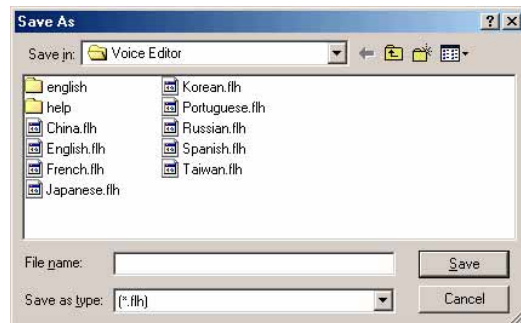 Save As
Save in: Voice Editor
english
help
China.flh
English.flh
French.flh
Japanese.flh
Korean.flh
Portuguese.flh
Russian.flh
Spanish.flh
Taiwan.flh
File name:
Save
Save as type: (*.flh)
Cancel